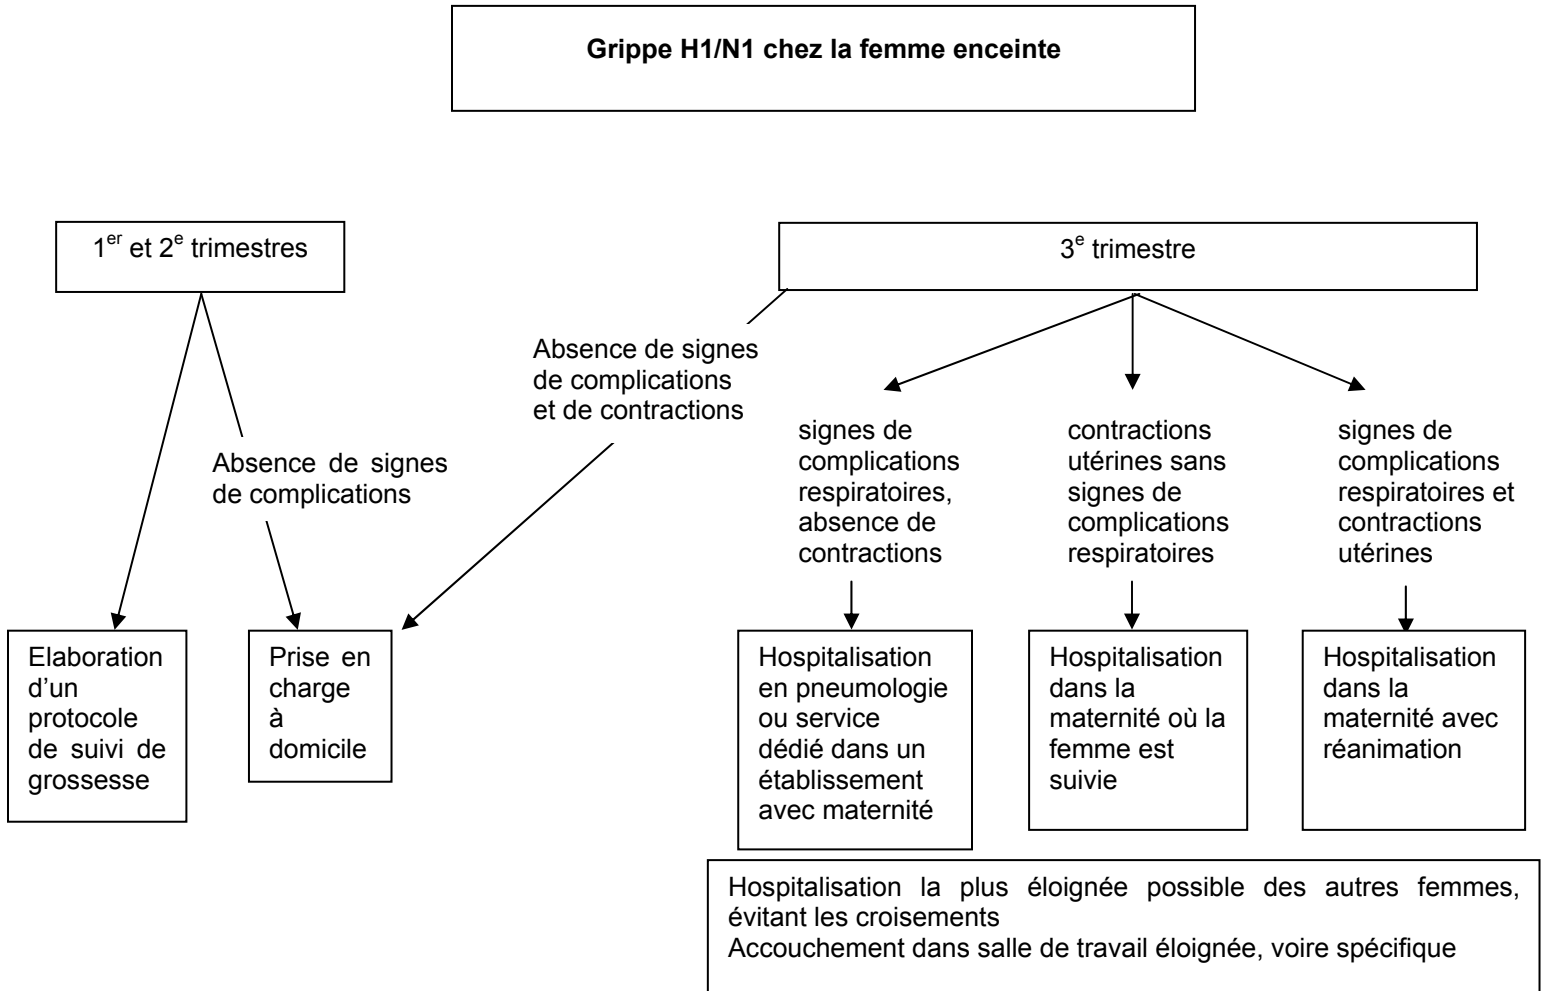 Grippe H1/N1 chez la femme enceinte
1er et 2e trimestres
3e trimestre
Absence de signes
de complications
et de contractions
Absence de signes
de complications
signes de
complications
respiratoires,
absence de
contractions
contractions
utérines sans
signes de
complications
respiratoires
signes de
complications
respiratoires et
contractions
utérines
Elaboration
d’un
protocole
de suivi de
grossesse
Prise en
charge
à
domicile
Hospitalisation
en pneumologie
ou service
dédié dans un
établissement
avec maternité
Hospitalisation
dans la
maternité où la
femme est
suivie
Hospitalisation
dans la
maternité avec
réanimation
Hospitalisation la plus éloignée possible des autres femmes,
évitant les croisements
Accouchement dans salle de travail éloignée, voire spécifique